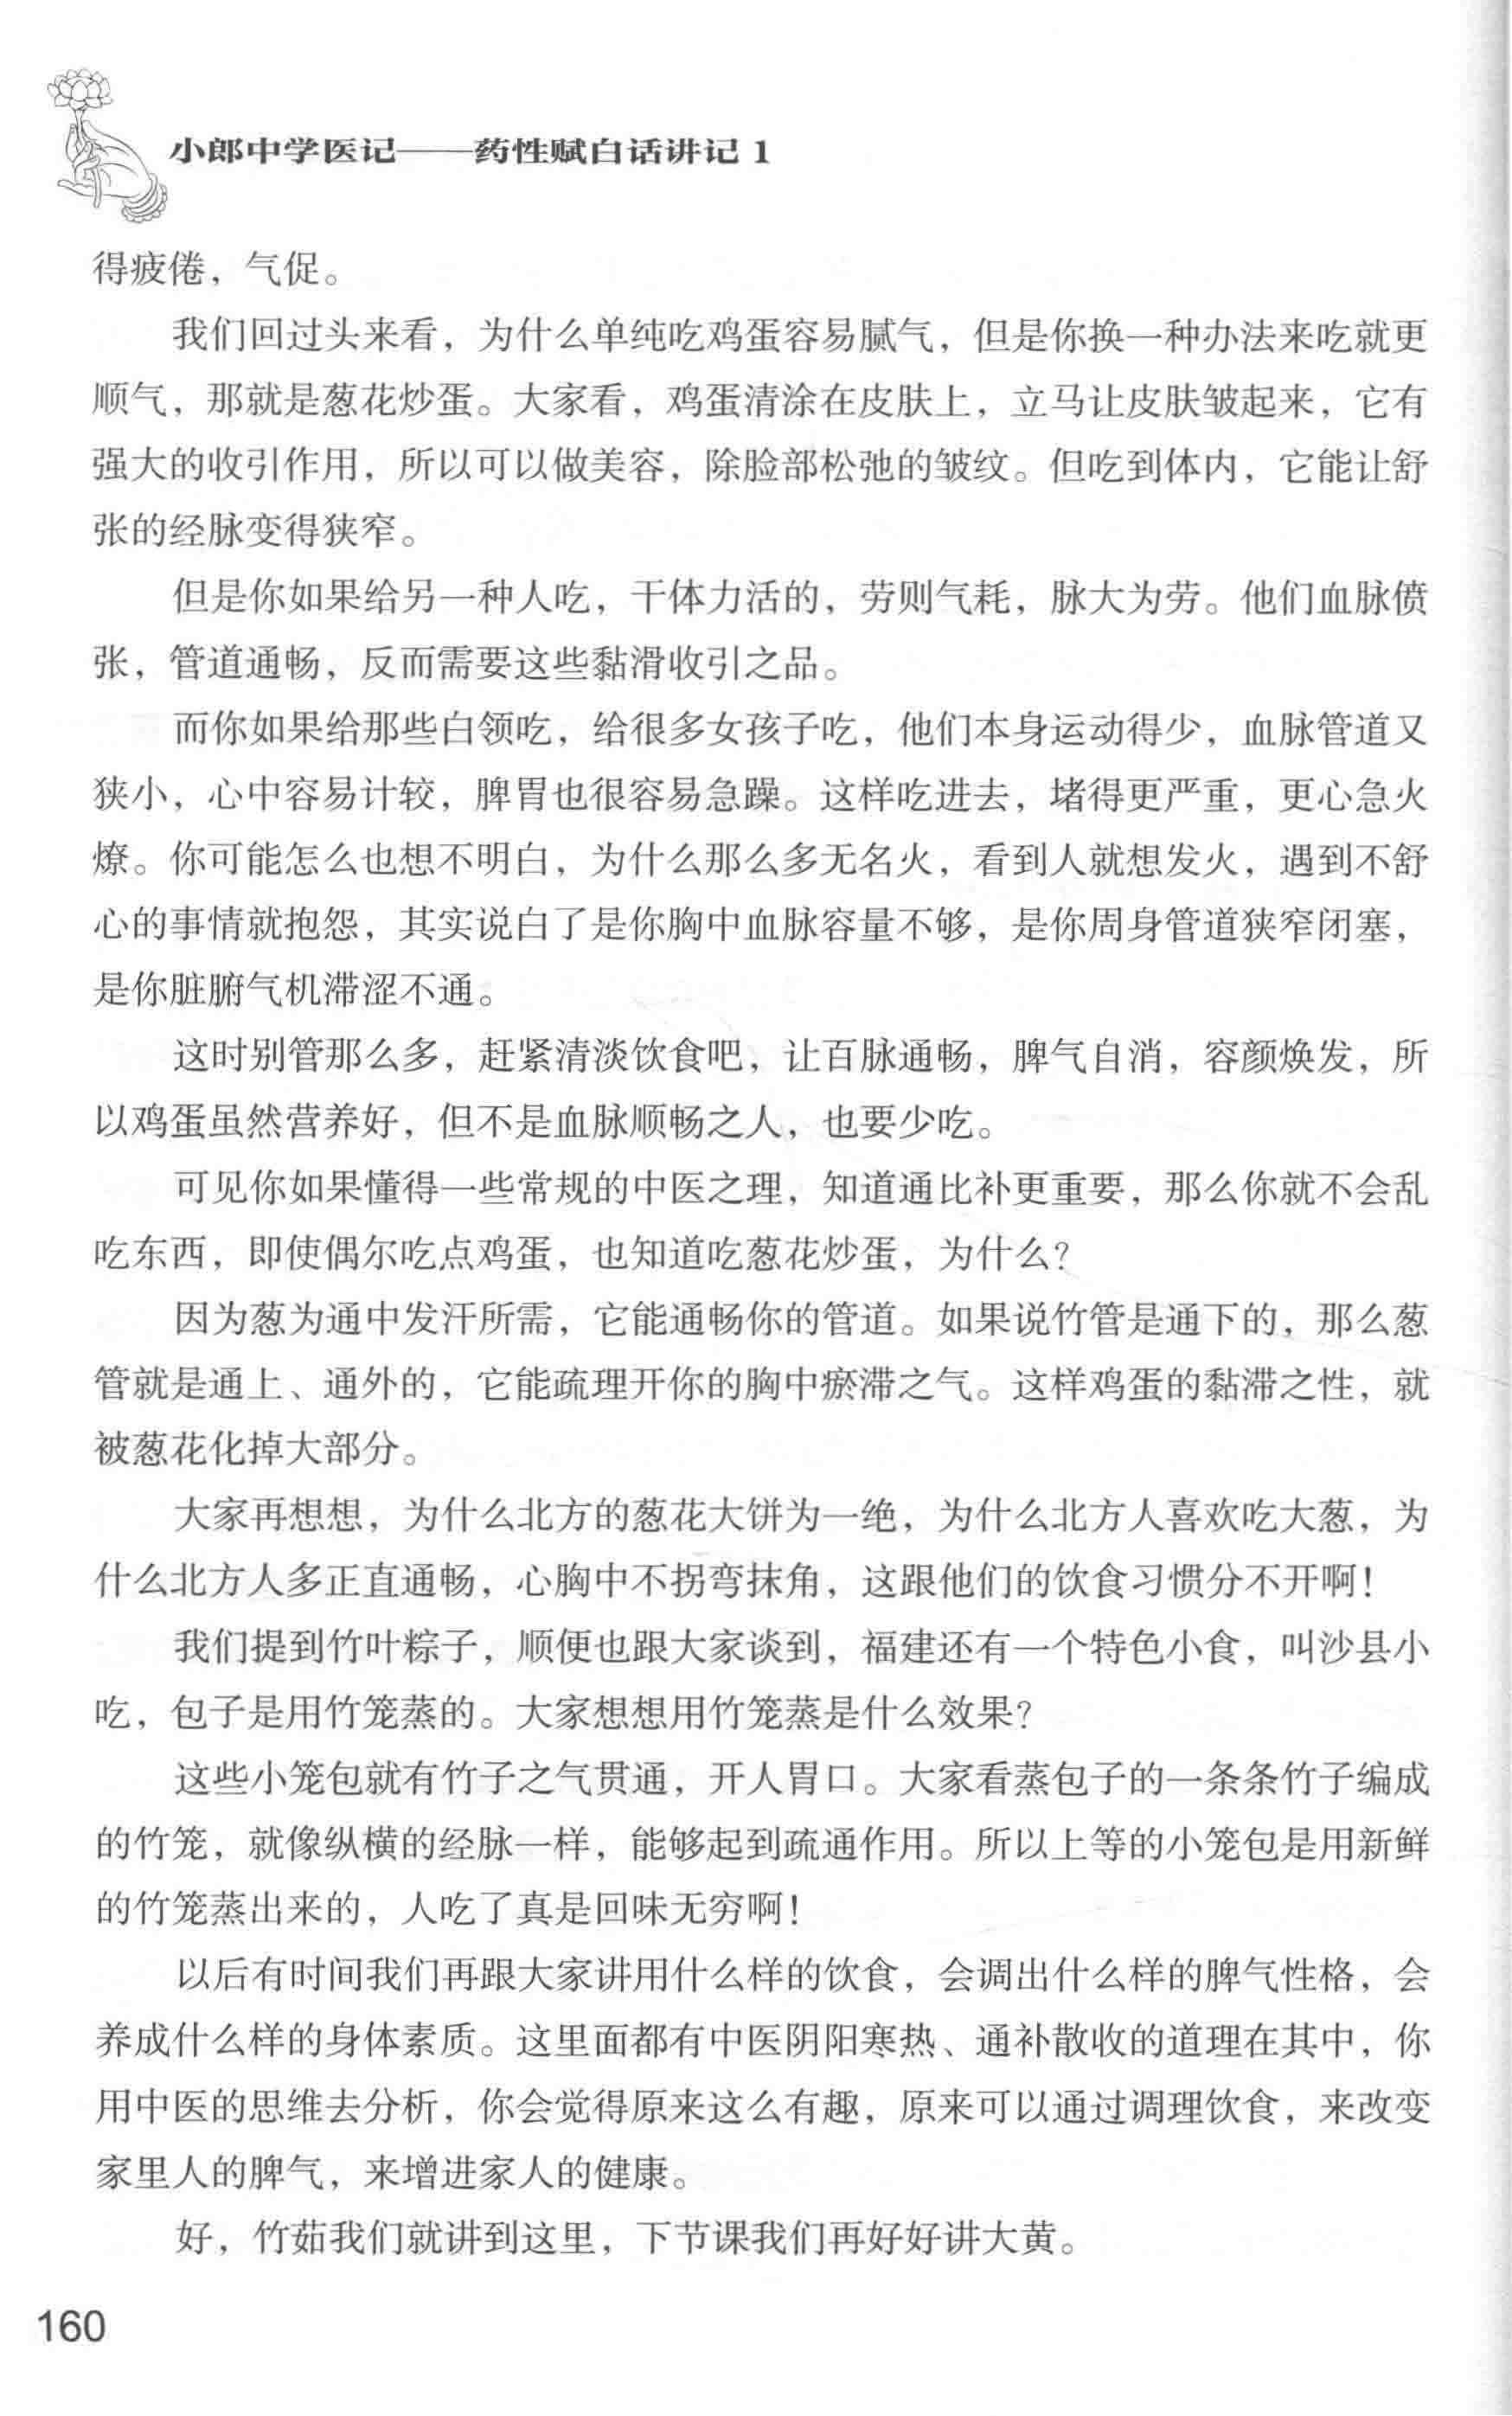 小郎中学医记——药性赋白话讲记 1
得疲倦，气促。
我们回过头来看，为什么单纯吃鸡蛋容易腻气，但是你换一种办法来吃就更
顺气，那就是葱花炒蛋。大家看，鸡蛋清涂在皮肤上，立马让皮肤皱起来，它有
强大的收引作用，所以可以做美容，除脸部松弛的皱纹。但吃到体内，它能让舒
张的经脉变得狭窄。
但是你如果给另一种人吃，干体力活的，劳则气耗，脉大为劳。他们血脉偾
张，管道通畅，反而需要这些黏滑收引之品。
而你如果给那些白领吃，给很多女孩子吃，他们本身运动得少，血脉管道又
狭小，心中容易计较，脾胃也很容易急躁。这样吃进去，堵得更严重，更心急火
燎。你可能怎么也想不明白，为什么那么多无名火，看到人就想发火，遇到不舒
心的事情就抱怨，其实说白了是你胸中血脉容量不够，是你周身管道狭窄闭塞，
是你脏腑气机滞涩不通。
这时别管那么多，赶紧清淡饮食吧，让百脉通畅，脾气自消，容颜焕发，所
以鸡蛋虽然营养好，但不是血脉顺畅之人，也要少吃。
可见你如果懂得一些常规的中医之理，知道通比补更重要，那么你就不会乱
吃东西，即使偶尔吃点鸡蛋，也知道吃葱花炒蛋，为什么？
因为葱为通中发汗所需，它能通畅你的管道。如果说竹管是通下的，那么葱
管就是通上、通外的，它能疏理开你的胸中瘀滞之气。这样鸡蛋的黏滞之性，就
被葱花化掉大部分。
大家再想想，为什么北方的葱花大饼为一绝，为什么北方人喜欢吃大葱，为
什么北方人多正直通畅，心胸中不拐弯抹角，这跟他们的饮食习惯分不开啊！
我们提到竹叶粽子，顺便也跟大家谈到，福建还有一个特色小食，叫沙县小
吃，包子是用竹笼蒸的。大家想想用竹笼蒸是什么效果？
这些小笼包就有竹子之气贯通，开人胃口。大家看蒸包子的一条条竹子编成
的竹笼，就像纵横的经脉一样，能够起到疏通作用。所以上等的小笼包是用新鲜
的竹笼蒸出来的，人吃了真是回味无穷啊！
以后有时间我们再跟大家讲用什么样的饮食，会调出什么样的脾气性格，会
养成什么样的身体素质。这里面都有中医阴阳寒热、通补散收的道理在其中，你
用中医的思维去分析，你会觉得原来这么有趣，原来可以通过调理饮食，来改变
家里人的脾气，来增进家人的健康。
好，竹茹我们就讲到这里，下节课我们再好好讲大黄。
160